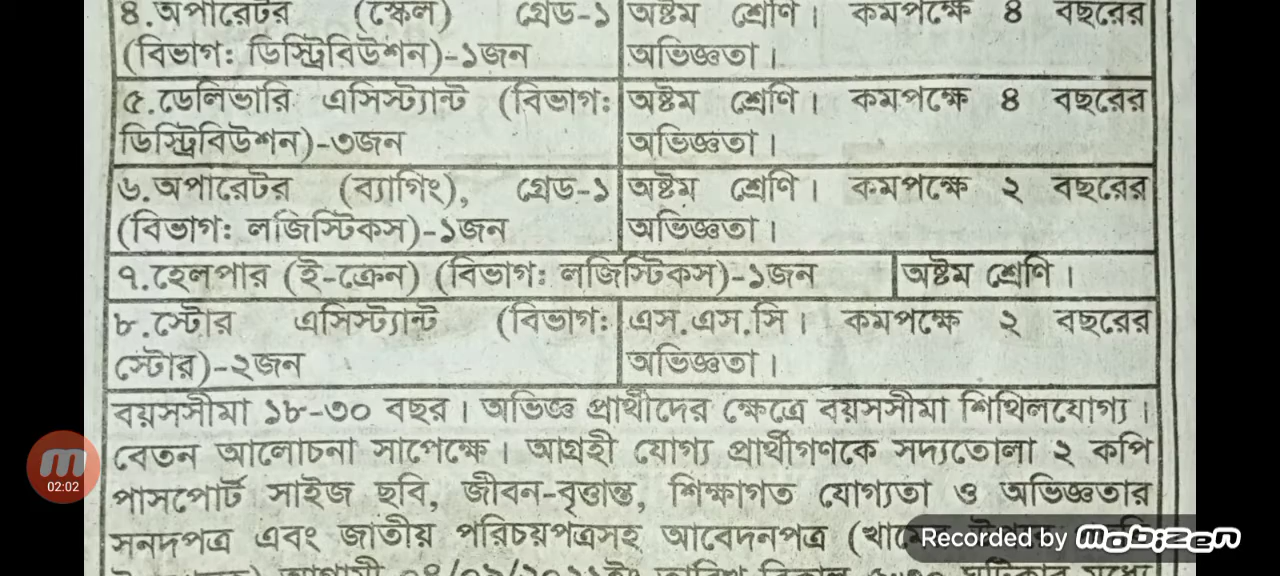 ৪.অপারেটর (স্কেল) গ্রেড-১ অষ্টম শ্রেণি। কমপক্ষে ৪ বছরের
(বিভাগঃ ডিস্ট্রিবিউশন)-১জন অভিজ্ঞতা।
৫.ডেলিভারি এসিস্ট্যান্ট (বিভাগঃ অষ্টম শ্রেণি। কমপক্ষে ৪ বছরের
ডিস্ট্রিবিউশন)-৩জন অভিজ্ঞতা।
৬.অপারেটর (ব্যাগিং), গ্রেড-১ অষ্টম শ্রেণি। কমপক্ষে ২ বছরের
(বিভাগঃ লজিস্টিকস)-১জন অভিজ্ঞতা।
৭.হেলপার (ই-ক্রেন) (বিভাগঃ লজিস্টিকস)-১জন অষ্টম শ্রেণি।
৮.স্টোর এসিস্ট্যান্ট (বিভাগঃ এস.এস.সি। কমপক্ষে ২ বছরের
স্টোর)-২জন অভিজ্ঞতা।
বয়সসীমা ১৮-৩০ বছর। অভিজ্ঞ প্রার্থীদের ক্ষেত্রে বয়সসীমা শিথিলযোগ্য।
বেতন আলোচনা সাপেক্ষে। আগ্রহী যোগ্য প্রার্থীগণকে সদ্যতোলা ২ কপি
পাসপোর্ট সাইজ ছবি, জীবন-বৃত্তান্ত, শিক্ষাগত যোগ্যতা ও অভিজ্ঞতার
সনদপত্র এবং জাতীয় পরিচয়পত্রসহ আবেদনপত্র
02:02
Recorded by mobizen